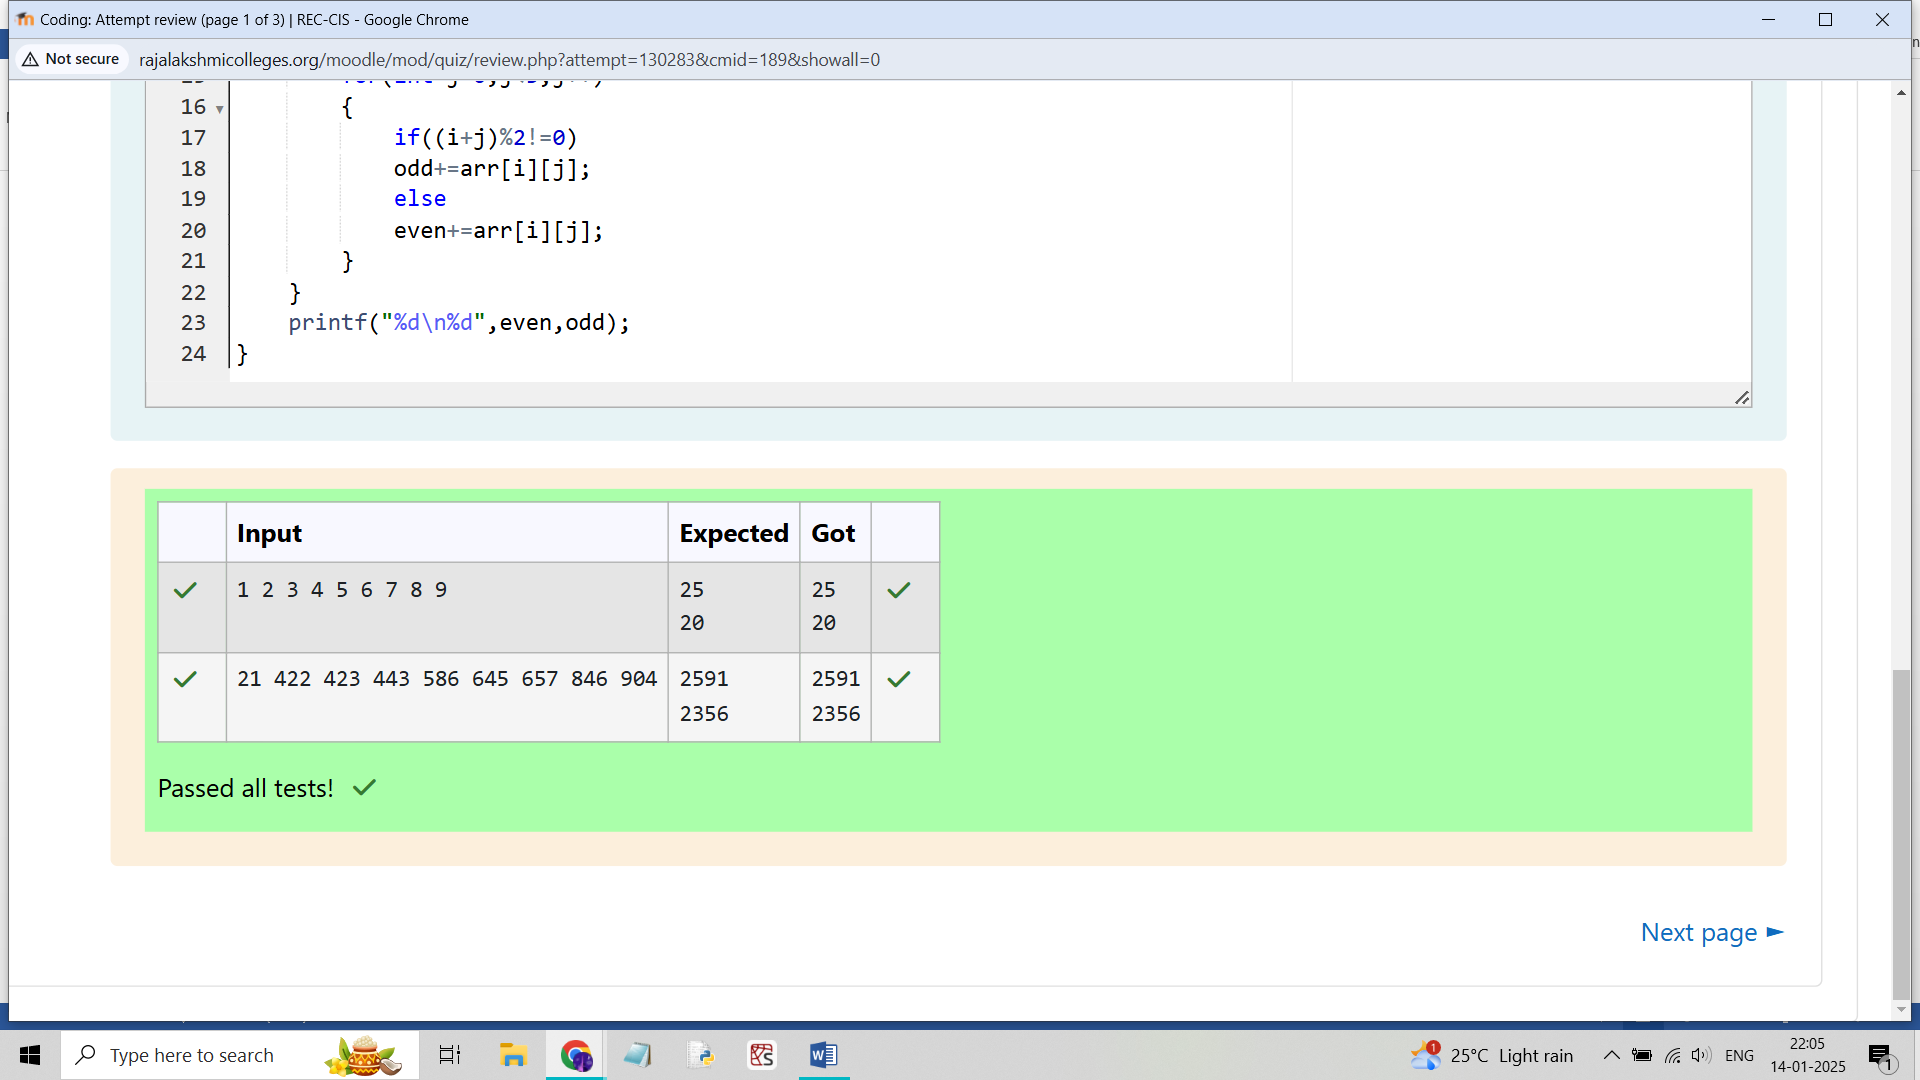 Coding: Attempt review (page 1 of 3) | REC-CIS - Google Chrome
Not secure rajalakshmicolleges.org/moodle/mod/quiz/review.php?attempt=130283&cmid=189&showall=0
16 {
17 if((i+j)%2!=0)
18 odd+=arr[i][j];
19 else
20 even+=arr[i][j];
21 }
22 }
23 printf("%d\n%d",even,odd);
24 }
Input Expected Got
1 2 3 4 5 6 7 8 9 25 25
20 20
21 422 423 443 586 645 657 846 904 2591 2591
2356 2356
Passed all tests!
Next page
Type here to search
1 25°C Light rain
ENG
22:05
14-01-2025
1